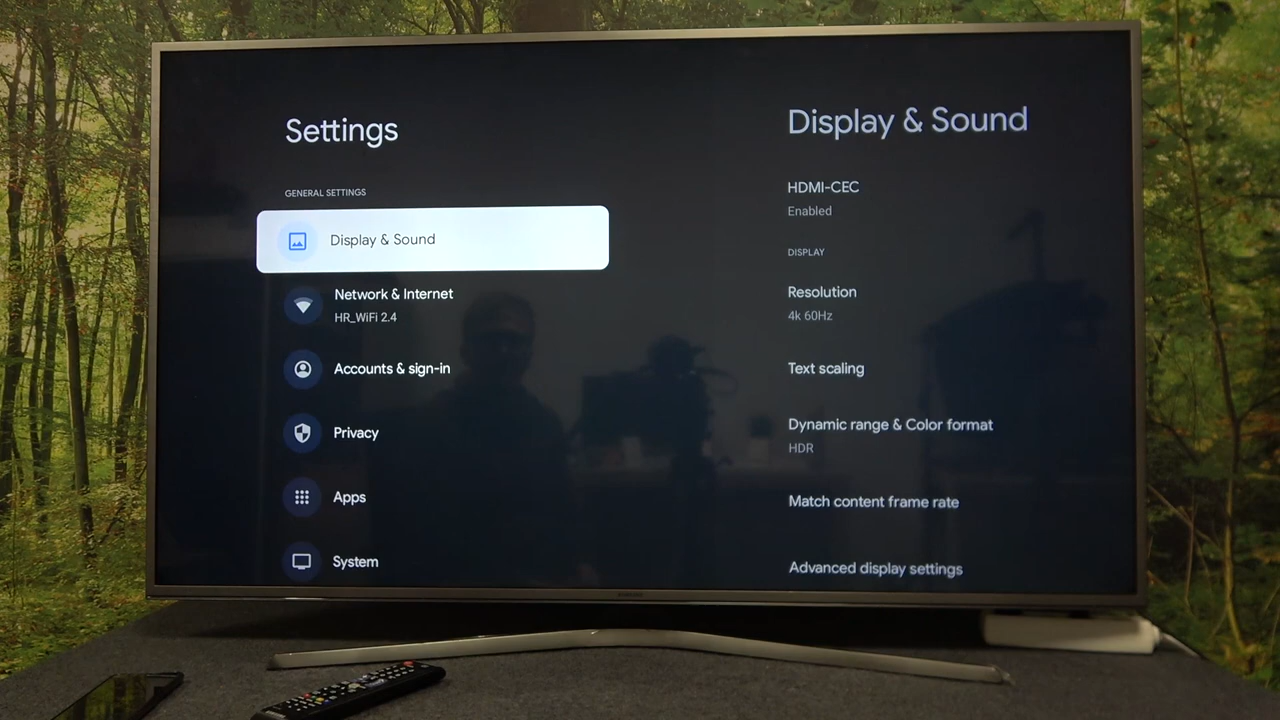 Settings
GENERAL SETTINGS
Display & Sound
Network & Internet
HR_WiFi 2.4
Accounts & sign-in
Privacy
Apps
System
Display & Sound
HDMI-CEC
Enabled
DISPLAY
Resolution
4k 60Hz
Text scaling
Dynamic range & Color format
HDR
Match content frame rate
Advanced display settings